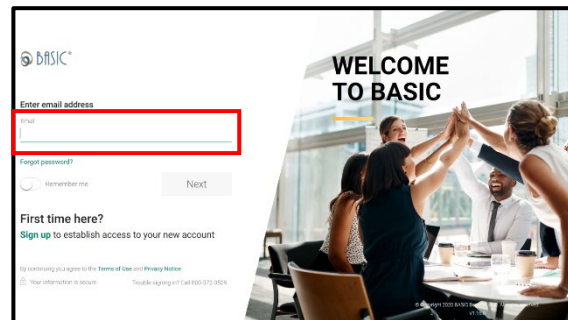 BASIC
WELCOME
TO BASIC
Enter email address
Email
Forgot password?
Remember me
Next
First time here?
Sign up to establish access to your new account
By continuing you agree to the Terms of Use and Privacy Notice
Your information is secure
Trouble signing in? Call 800-372-3539